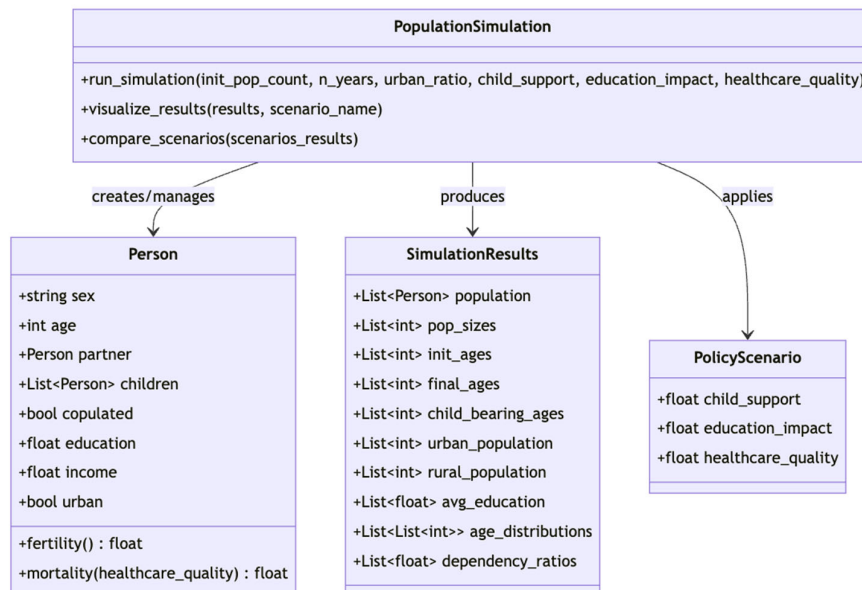 PopulationSimulation
+run_simulation(init_pop_count, n_years, urban_ratio, child_support, education_impact, healthcare_quality)
+visualize_results(results, scenario_name)
+compare_scenarios(scenarios_results)
creates/manages
produces
applies
Person
+string sex
+int age
+Person partner
+List<Person> children
+bool copulated
+float education
+float income
+bool urban
+fertility() : float
+mortality(healthcare_quality) : float
SimulationResults
+List<Person> population
+List<int> pop_sizes
+List<int> init_ages
+List<int> final_ages
+List<int> child_bearing_ages
+List<int> urban_population
+List<int> rural_population
+List<float> avg_education
+List<List<int>> age_distributions
+List<float> dependency_ratios
PolicyScenario
+float child_support
+float education_impact
+float healthcare_quality